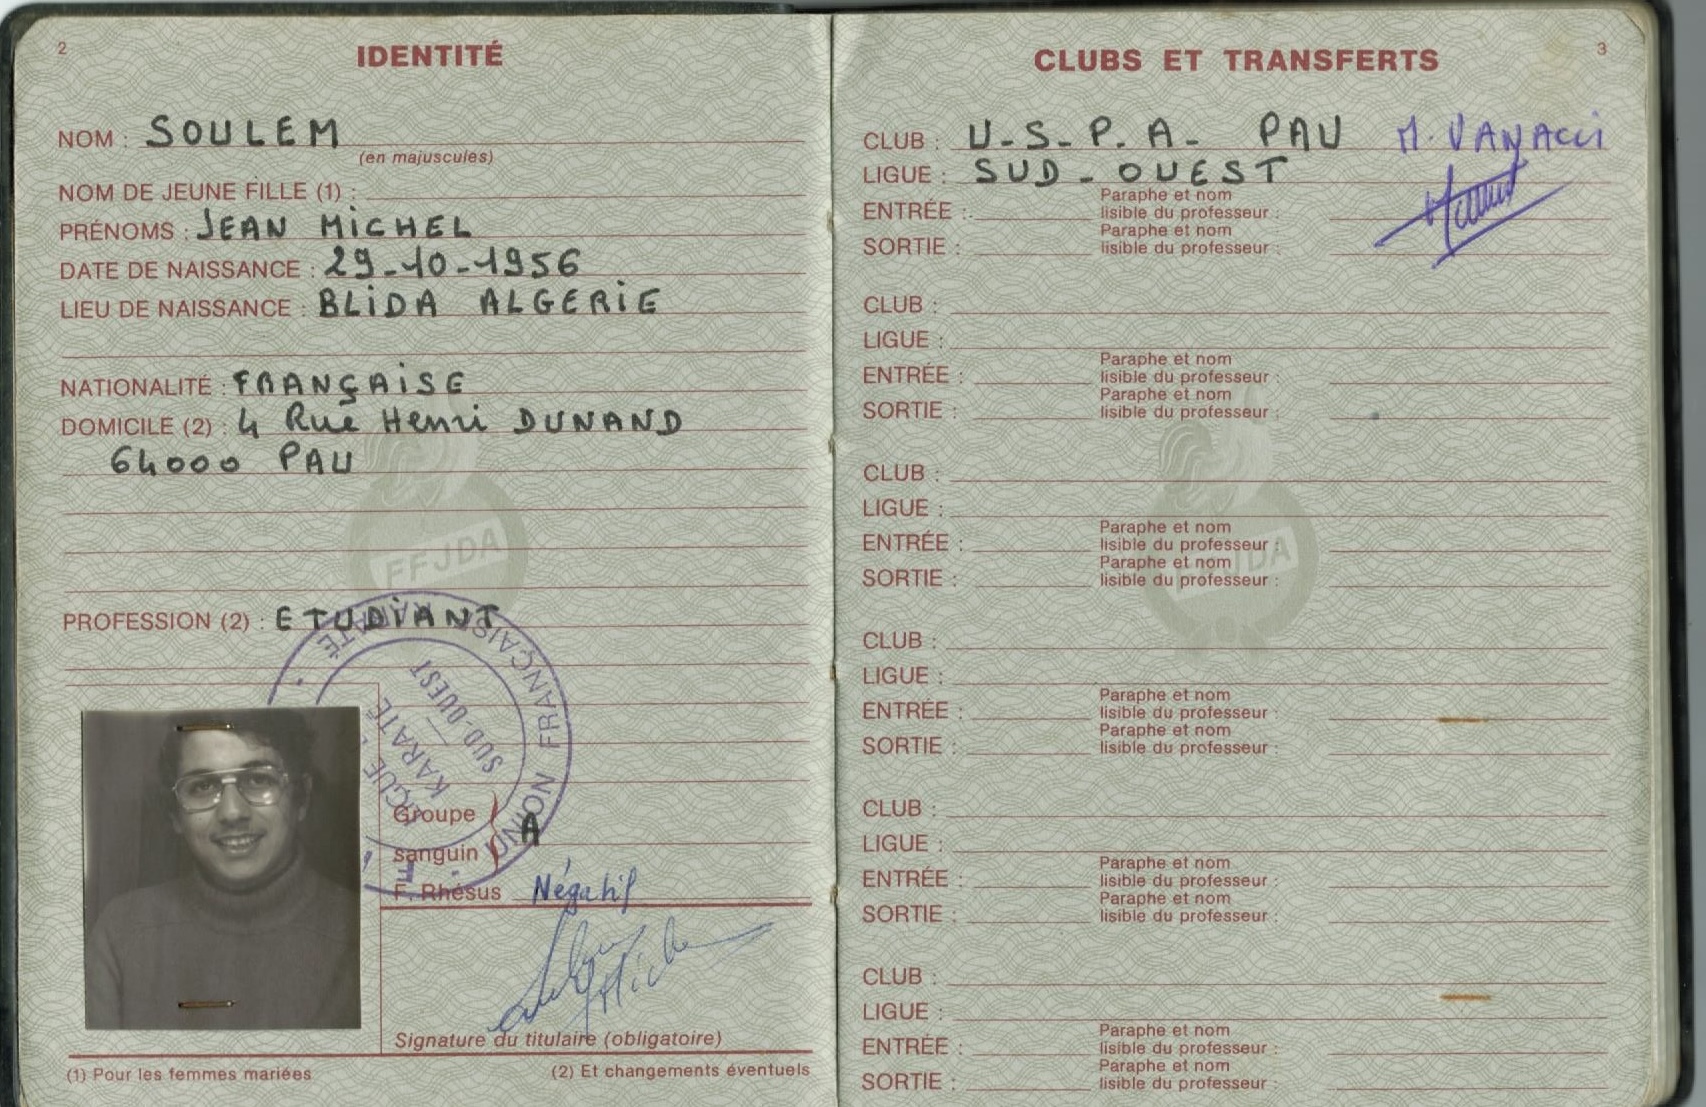 2
IDENTITÉ
NOM : SOULEM
(en majuscules)
NOM DE JEUNE FILLE (1) :
PRÉNOMS : JEAN MICHEL
DATE DE NAISSANCE : 29-10-1956
LIEU DE NAISSANCE : BLIDA ALGERIE
NATIONALITÉ : FRANÇAISE
DOMICILE (2) : 4 Rue Henri DUNAND
64000 PAU
FFJDA
PROFESSION (2) : ETUDIANT
UNION FRANÇAISE KARATÉ
KARATÉ
SUD-OUEST
Groupe
sanguin
A
F. Rhésus Négatif
Signature du titulaire (obligatoire)
(1) Pour les femmes mariées
(2) Et changements éventuels
3
CLUBS ET TRANSFERTS
CLUB : U-S-P-A- PAU M. VANACCI
LIGUE : SUD-OUEST
Paraphe et nom
ENTRÉE : lisible du professeur :
Paraphe et nom
SORTIE : lisible du professeur :
CLUB :
LIGUE :
Paraphe et nom
ENTRÉE : lisible du professeur :
Paraphe et nom
SORTIE : lisible du professeur :
CLUB :
LIGUE :
Paraphe et nom
ENTRÉE : lisible du professeur :
Paraphe et nom
SORTIE : lisible du professeur :
CLUB :
LIGUE :
Paraphe et nom
ENTRÉE : lisible du professeur :
Paraphe et nom
SORTIE : lisible du professeur :
CLUB :
LIGUE :
Paraphe et nom
ENTRÉE : lisible du professeur :
Paraphe et nom
SORTIE : lisible du professeur :
CLUB :
LIGUE :
Paraphe et nom
ENTRÉE : lisible du professeur :
Paraphe et nom
SORTIE : lisible du professeur :